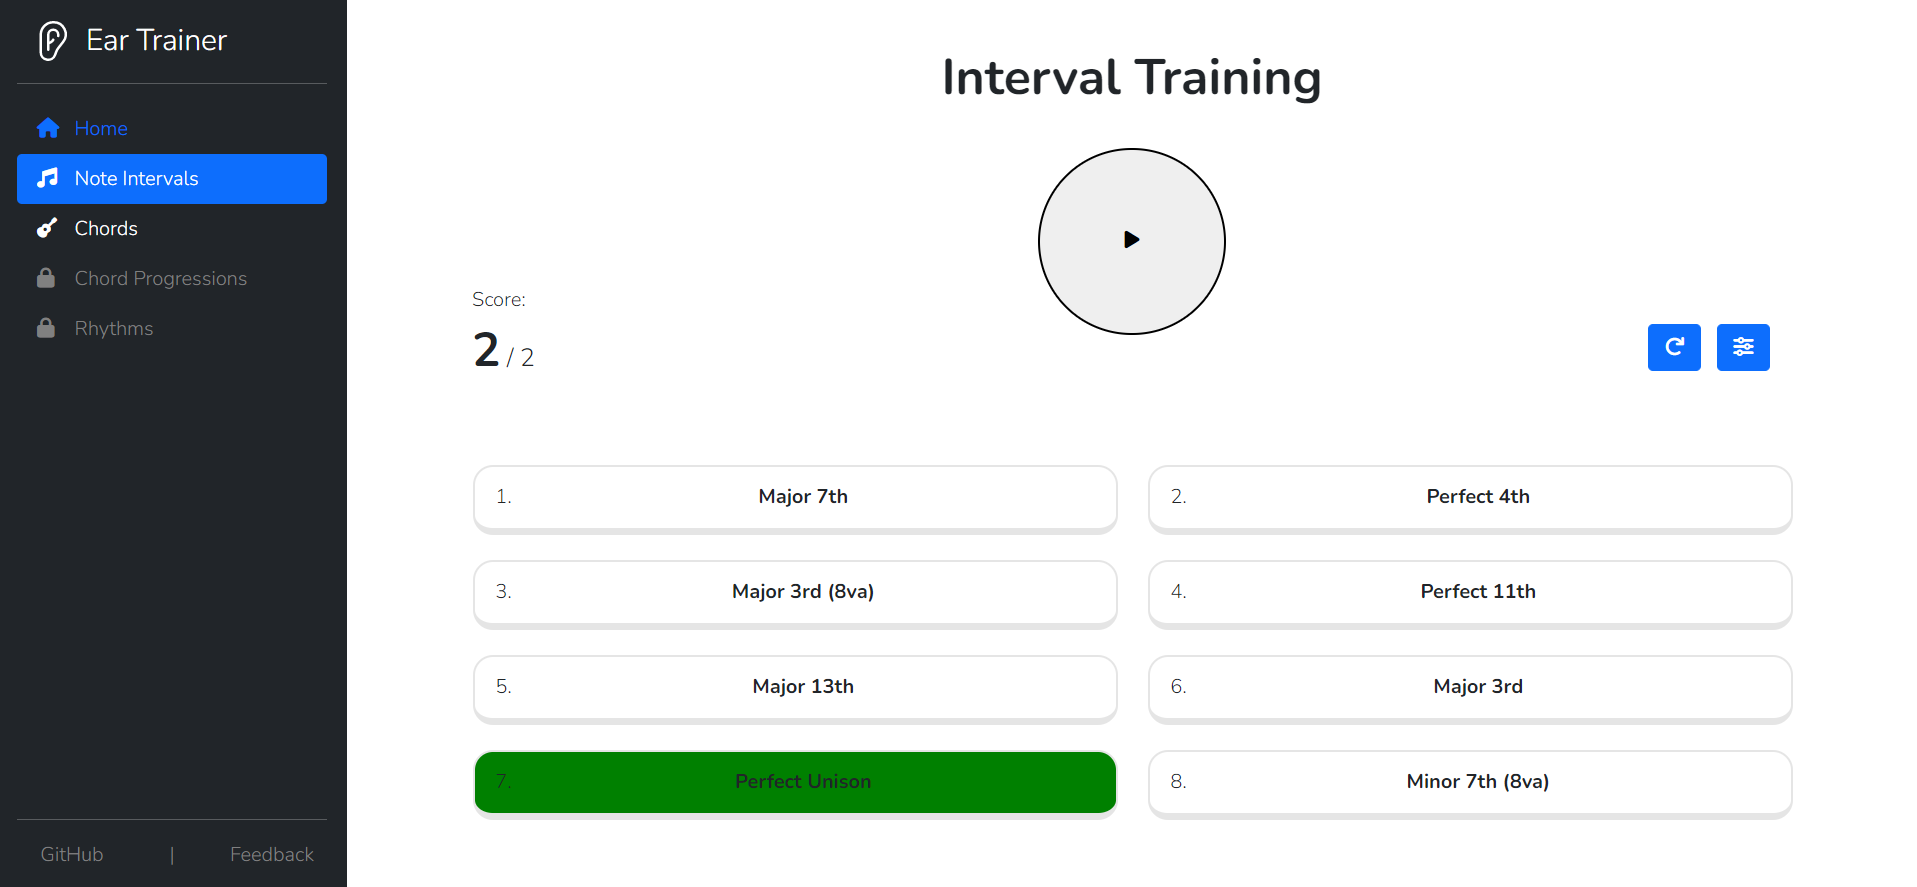 Ear Trainer
Home
Note Intervals
Chords
Chord Progressions
Rhythms
GitHub | Feedback
Interval Training
Score:
2 / 2
1. Major 7th
2. Perfect 4th
3. Major 3rd (8va)
4. Perfect 11th
5. Major 13th
6. Major 3rd
7. Perfect Unison
8. Minor 7th (8va)